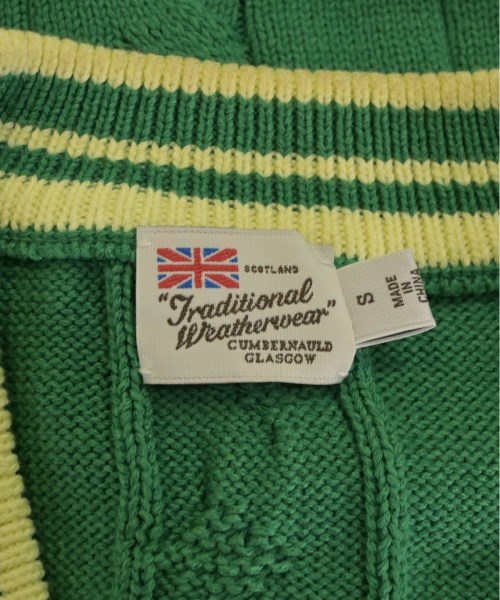 SCOTLAND
"Traditional
Weatherwear"
CUMBERNAULD
GLASGOW
S
MADE
IN
CHINA